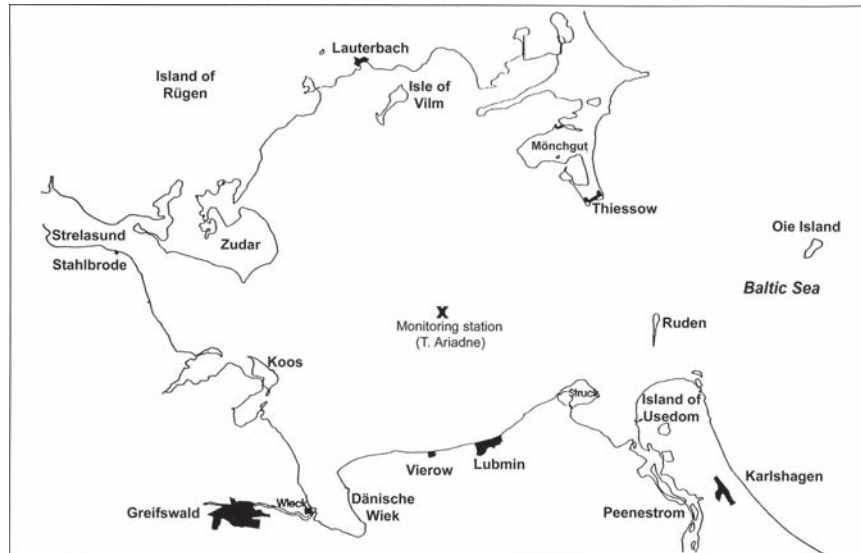 Lauterbach
Island of
Rügen
Isle of
Vilm
Mönchgut
Thiessow
Oie Island
Strelasund
Zudar
Stahlbrode
Baltic Sea
X
Monitoring station
(T. Ariadne)
Ruden
Koos
Struck
Island of
Usedom
Vierow
Lubmin
Karlshagen
Wieck
Dänische
Wiek
Greifswald
Peenestrom